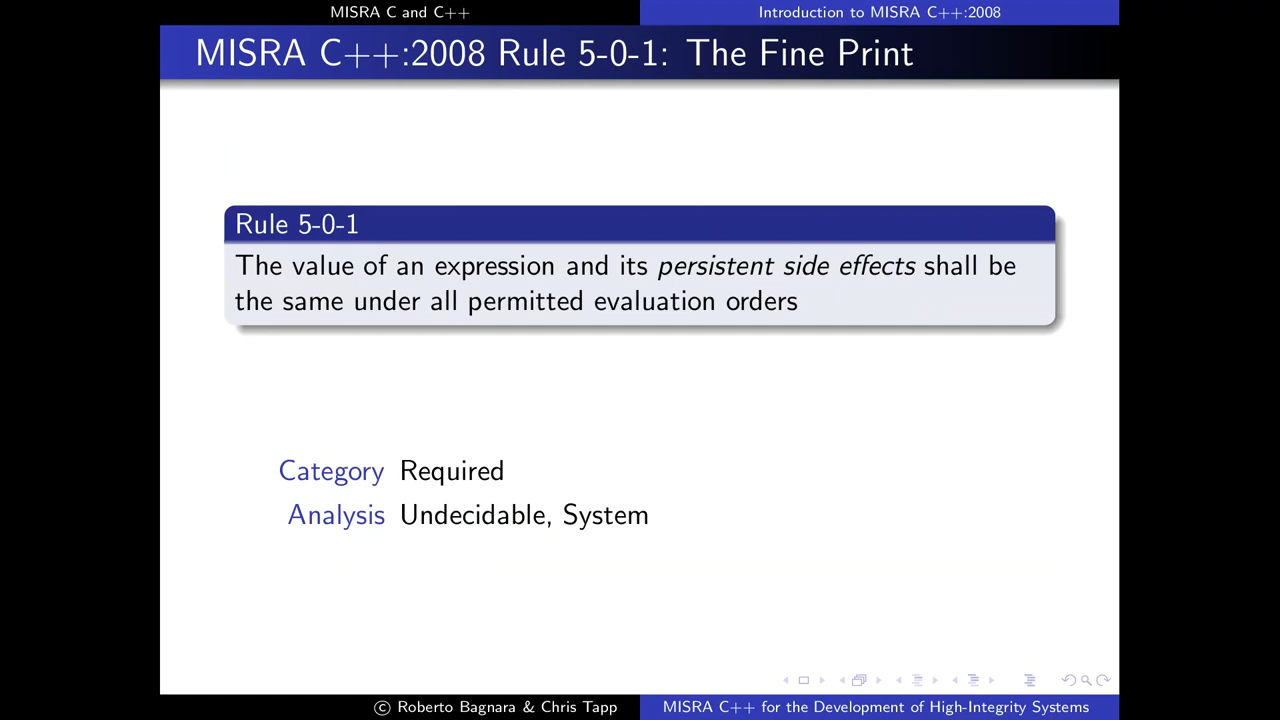 MISRA C and C++
Introduction to MISRA C++:2008
MISRA C++:2008 Rule 5-0-1: The Fine Print
Rule 5-0-1
The value of an expression and its persistent side effects shall be
the same under all permitted evaluation orders
Category Required
Analysis Undecidable, System
© Roberto Bagnara & Chris Tapp
MISRA C++ for the Development of High-Integrity Systems